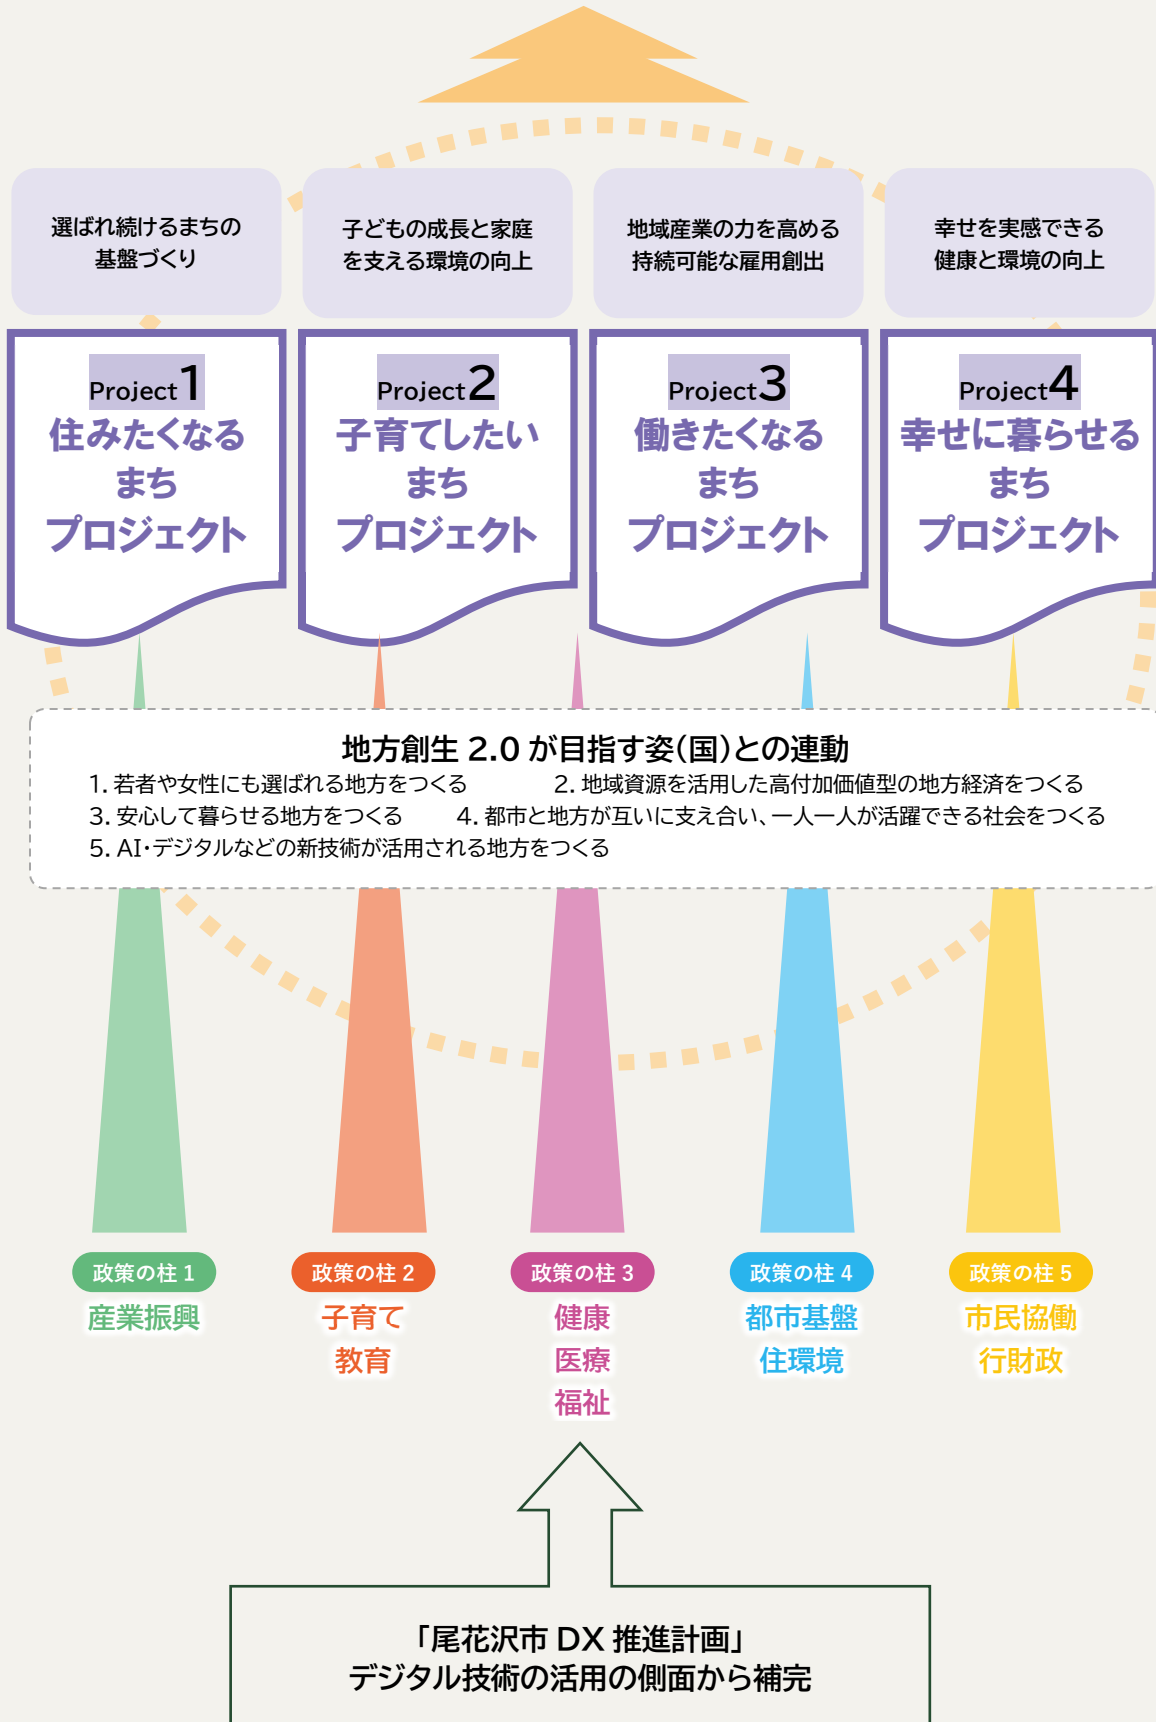 選ばれ続けるまちの
基盤づくり
子どもの成長と家庭
を支える環境の向上
地域産業の力を高める
持続可能な雇用創出
幸せを実感できる
健康と環境の向上
Project1
住みたくなる
まち
プロジェクト
Project2
子育てしたい
まち
プロジェクト
Project3
働きたくなる
まち
プロジェクト
Project4
幸せに暮らせる
まち
プロジェクト
地方創生 2.0 が目指す姿(国)との連動
1. 若者や女性にも選ばれる地方をつくる 2. 地域資源を活用した高付加価値型の地方経済をつくる
3. 安心して暮らせる地方をつくる 4. 都市と地方が互いに支え合い、一人一人が活躍できる社会をつくる
5. AI・デジタルなどの新技術が活用される地方をつくる
政策の柱 1
産業振興
政策の柱 2
子育て
教育
政策の柱 3
健康
医療
福祉
政策の柱 4
都市基盤
住環境
政策の柱 5
市民協働
行財政
「尾花沢市 DX 推進計画」
デジタル技術の活用の側面から補完